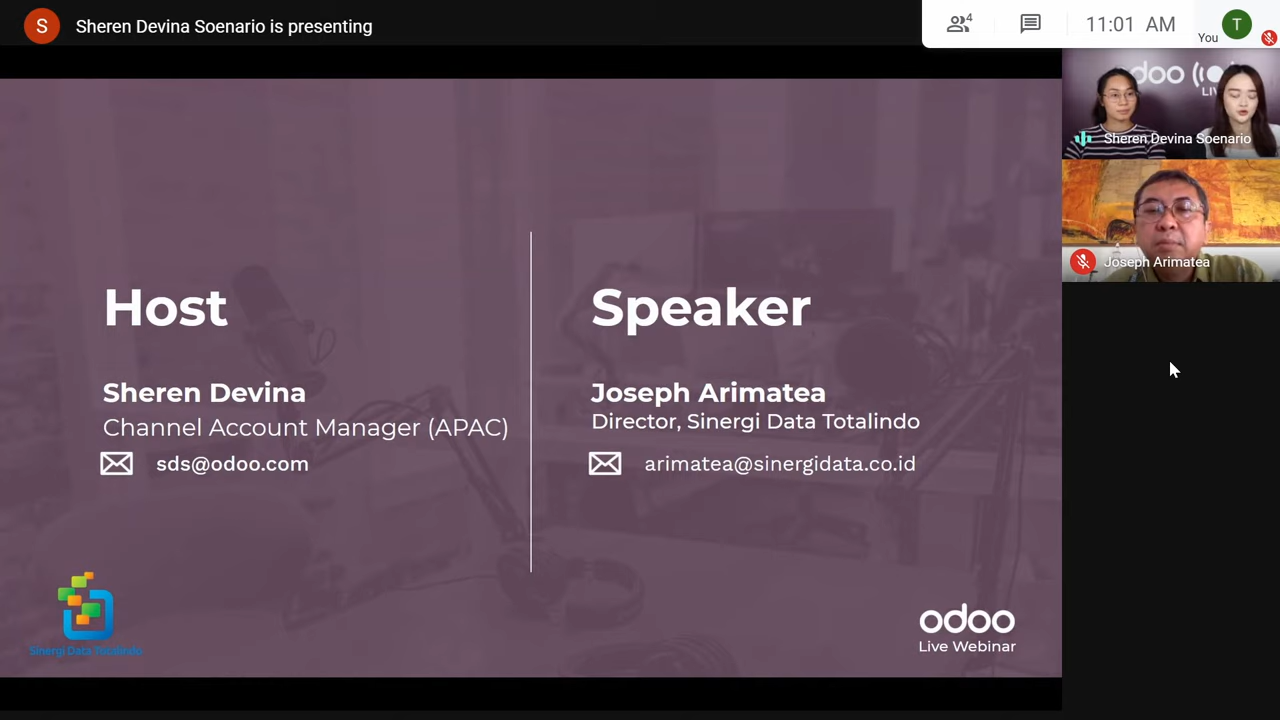 S
Sheren Devina Soenario is presenting
4
11:01 AM
You
T
odoo
LIV
Sheren Devina Soenario
Joseph Arimatea
Host
Sheren Devina
Channel Account Manager (APAC)
sds@odoo.com
Speaker
Joseph Arimatea
Director, Sinergi Data Totalindo
arimatea@sinergidata.co.id
Sinergi Data Totalindo
odoo
Live Webinar